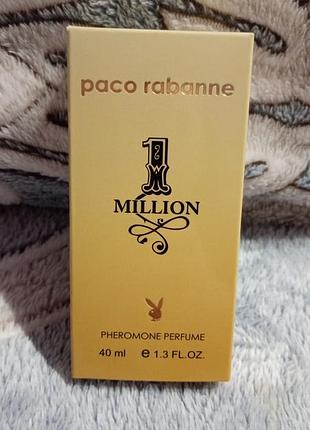 paco rabanne
1
MILLION
PHEROMONE PERFUME
40 ml e 1.3 FL.OZ.